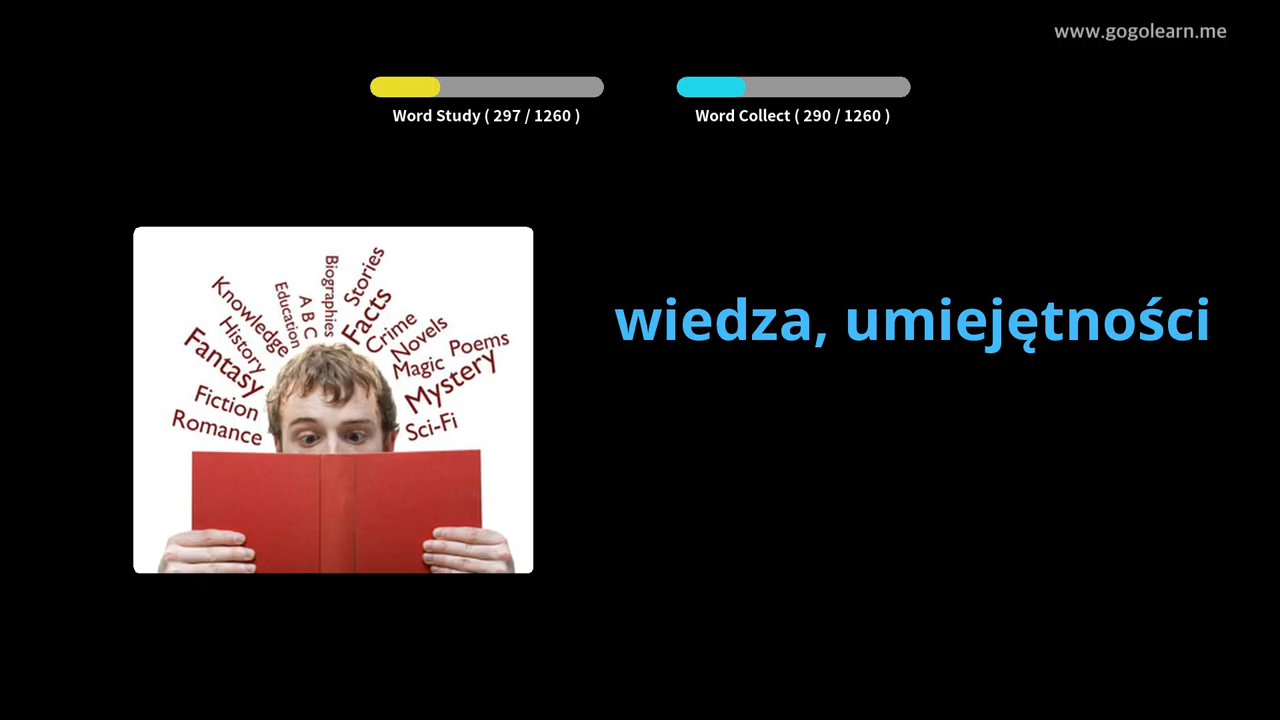 www.gogolearn.me
Word Study ( 297 / 1260 )
Word Collect ( 290 / 1260 )
wiedza, umiejętności
Knowledge
Education
A B C
Biographies
Stories
Facts
Crime
Novels
Poems
History
Magic
Fantasy
Mystery
Fiction
Romance
Sci-Fi